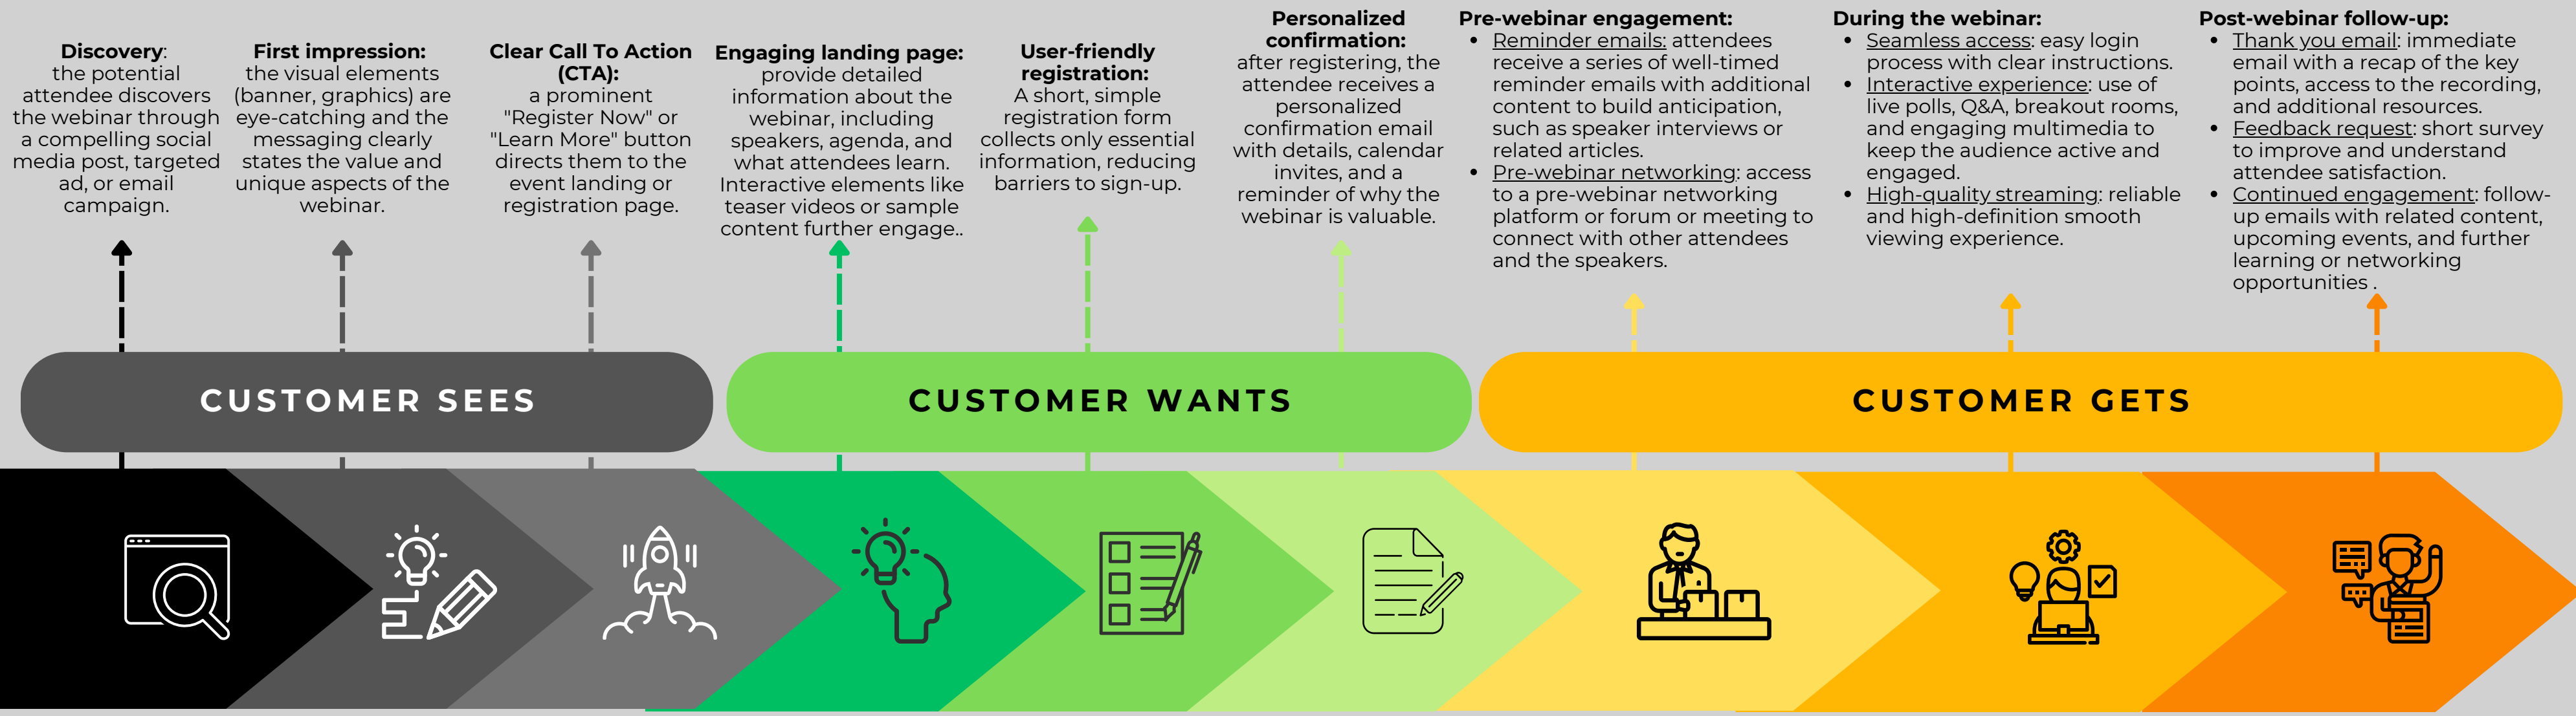 Discovery:
the potential
attendee discovers
the webinar through
a compelling social
media post, targeted
ad, or email
campaign.
First impression:
the visual elements
(banner, graphics) are
eye-catching and the
messaging clearly
states the value and
unique aspects of the
webinar.
Clear Call To Action
(CTA):
a prominent
"Register Now" or
"Learn More" button
directs them to the
event landing or
registration page.
Engaging landing page:
provide detailed
information about the
webinar, including
speakers, agenda, and
what attendees learn.
Interactive elements like
teaser videos or sample
content further engage..
User-friendly
registration:
A short, simple
registration form
collects only essential
information, reducing
barriers to sign-up.
Personalized
confirmation:
after registering, the
attendee receives a
personalized
confirmation email
with details, calendar
invites, and a
reminder of why the
webinar is valuable.
Pre-webinar engagement:
• Reminder emails: attendees
receive a series of well-timed
reminder emails with additional
content to build anticipation,
such as speaker interviews or
related articles.
• Pre-webinar networking: access
to a pre-webinar networking
platform or forum or meeting to
connect with other attendees
and the speakers.
During the webinar:
• Seamless access: easy login
process with clear instructions.
• Interactive experience: use of
live polls, Q&A, breakout rooms,
and engaging multimedia to
keep the audience active and
engaged.
• High-quality streaming: reliable
and high-definition smooth
viewing experience.
Post-webinar follow-up:
• Thank you email: immediate
email with a recap of the key
points, access to the recording,
and additional resources.
• Feedback request: short survey
to improve and understand
attendee satisfaction.
• Continued engagement: follow-
up emails with related content,
upcoming events, and further
learning or networking
opportunities .
CUSTOMER SEES
CUSTOMER WANTS
CUSTOMER GETS